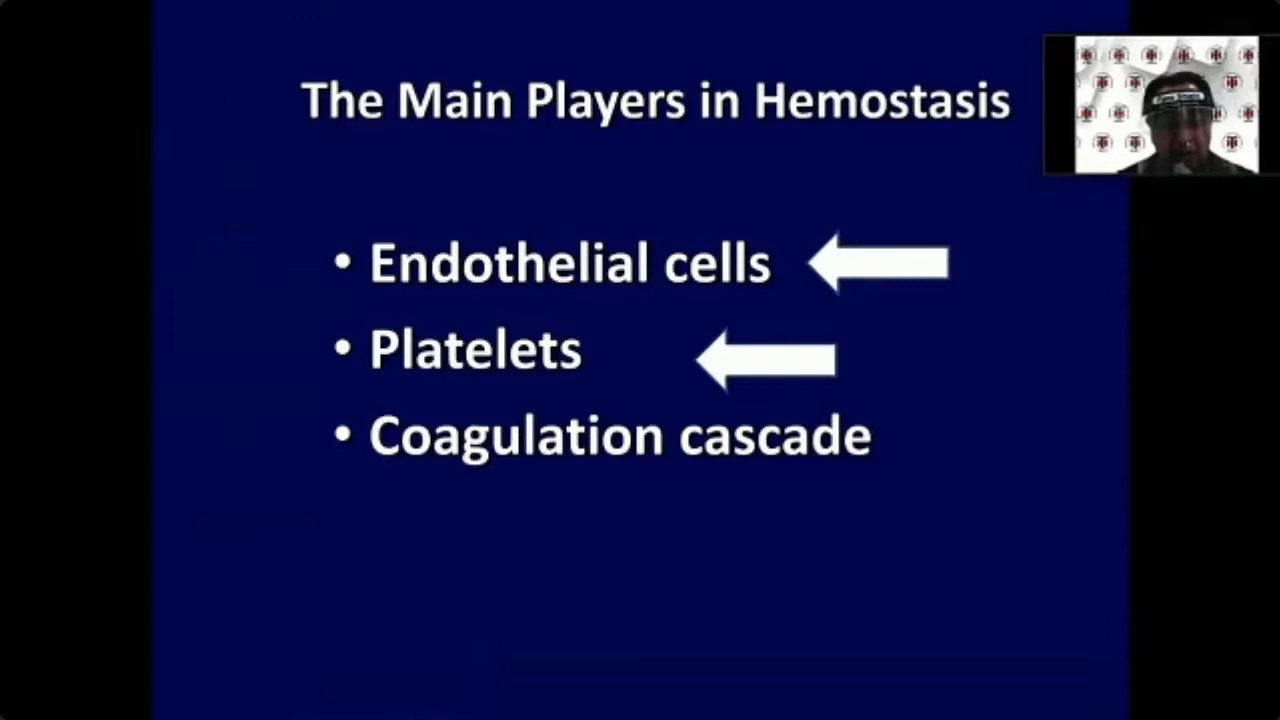 The Main Players in Hemostasis
• Endothelial cells
• Platelets
• Coagulation cascade